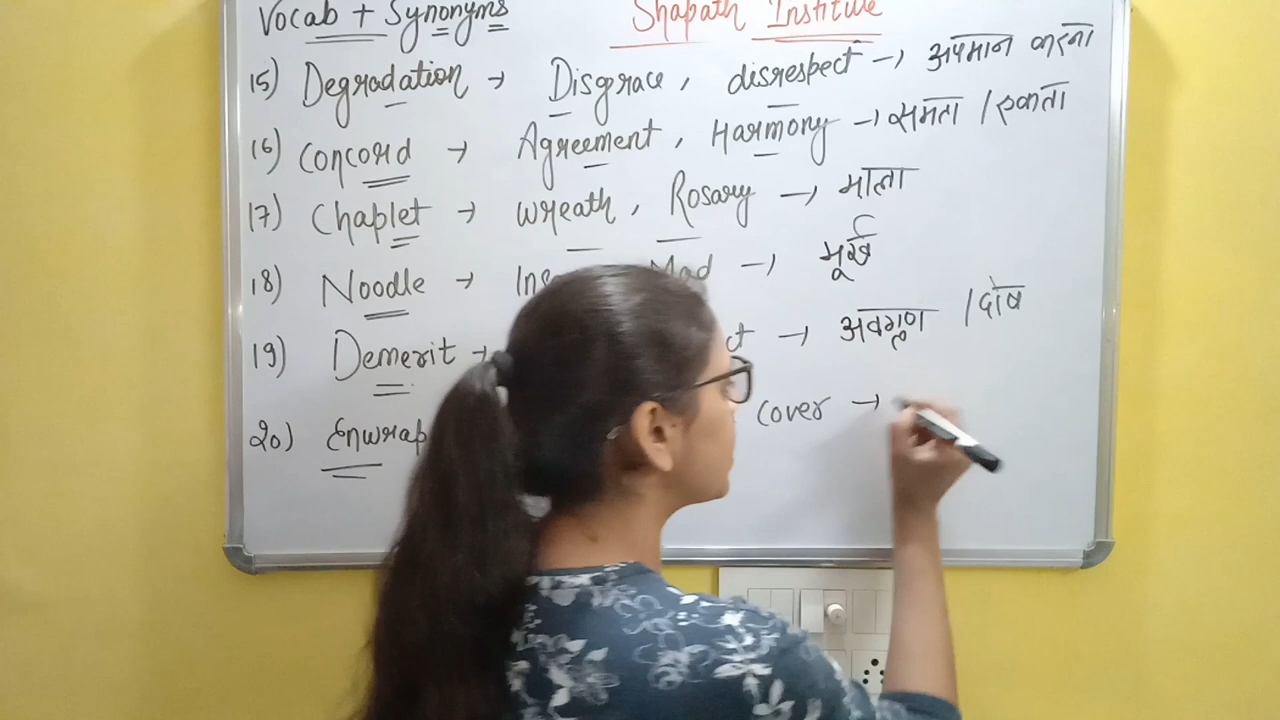 Vocab + Synonyms
Shapath Institute
15) Degradation → Disgrace, disrespect → अपमान करना
16) Concord → Agreement, Harmony → समता / एकता
17) Chaplet → wreath, Rosary → माला
18) Noodle → Mad → मूर्ख
19) Demerit → → अवगुण / दोष
20) Enwrap cover →